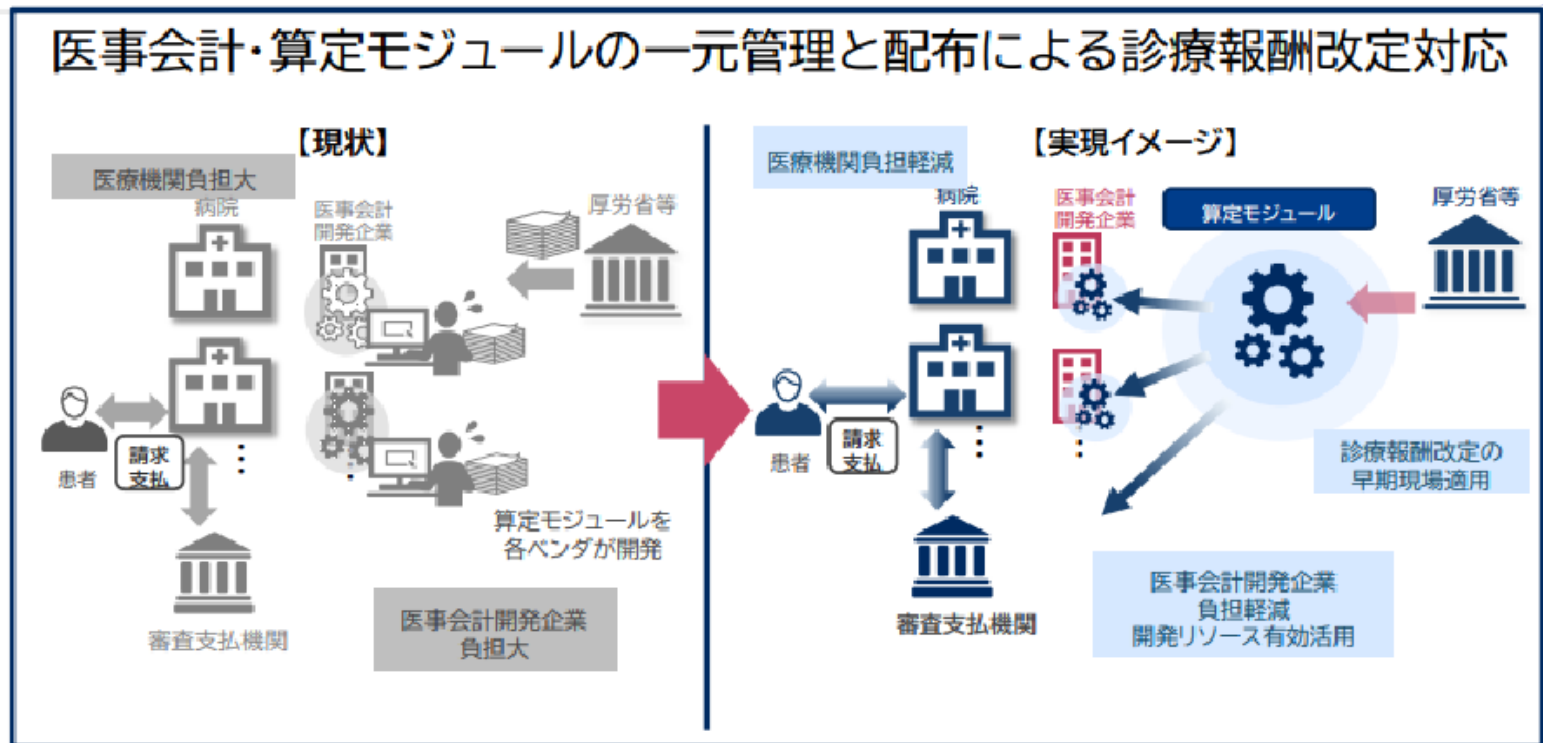 医事会計・算定モジュールの一元管理と配布による診療報酬改定対応
【現状】
医療機関負担大
病院
医事会計
開発企業
厚労省等
患者
請求
支払
⋮
⋮
算定モジュールを
各ベンダが開発
審査支払機関
医事会計開発企業
負担大
【実現イメージ】
医療機関負担軽減
病院
医事会計
開発企業
算定モジュール
厚労省等
患者
請求
支払
⋮
⋮
診療報酬改定の
早期現場適用
審査支払機関
医事会計開発企業
負担軽減
開発リソース有効活用